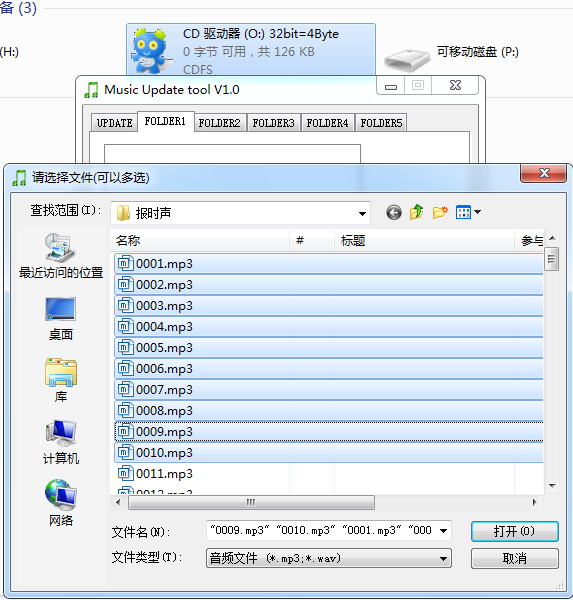 备 (3)
CD 驱动器 (O:) 32bit=4Byte
(H:)
0 字节 可用，共 126 KB
可移动磁盘 (P:)
CDFS
Music Update tool V1.0
UPDATE FOLDER1 FOLDER2 FOLDER3 FOLDER4 FOLDER5
请选择文件(可以多选)
查找范围(I): 报时声
名称 # 标题 参与
最近访问的位置
桌面
库
计算机
网络
0001.mp3
0002.mp3
0003.mp3
0004.mp3
0005.mp3
0006.mp3
0007.mp3
0008.mp3
0009.mp3
0010.mp3
0011.mp3
0012.mp3
文件名(N): "0009.mp3" "0010.mp3" "0001.mp3" "000 打开(O)
文件类型(T): 音频文件 (*.mp3;*.wav) 取消